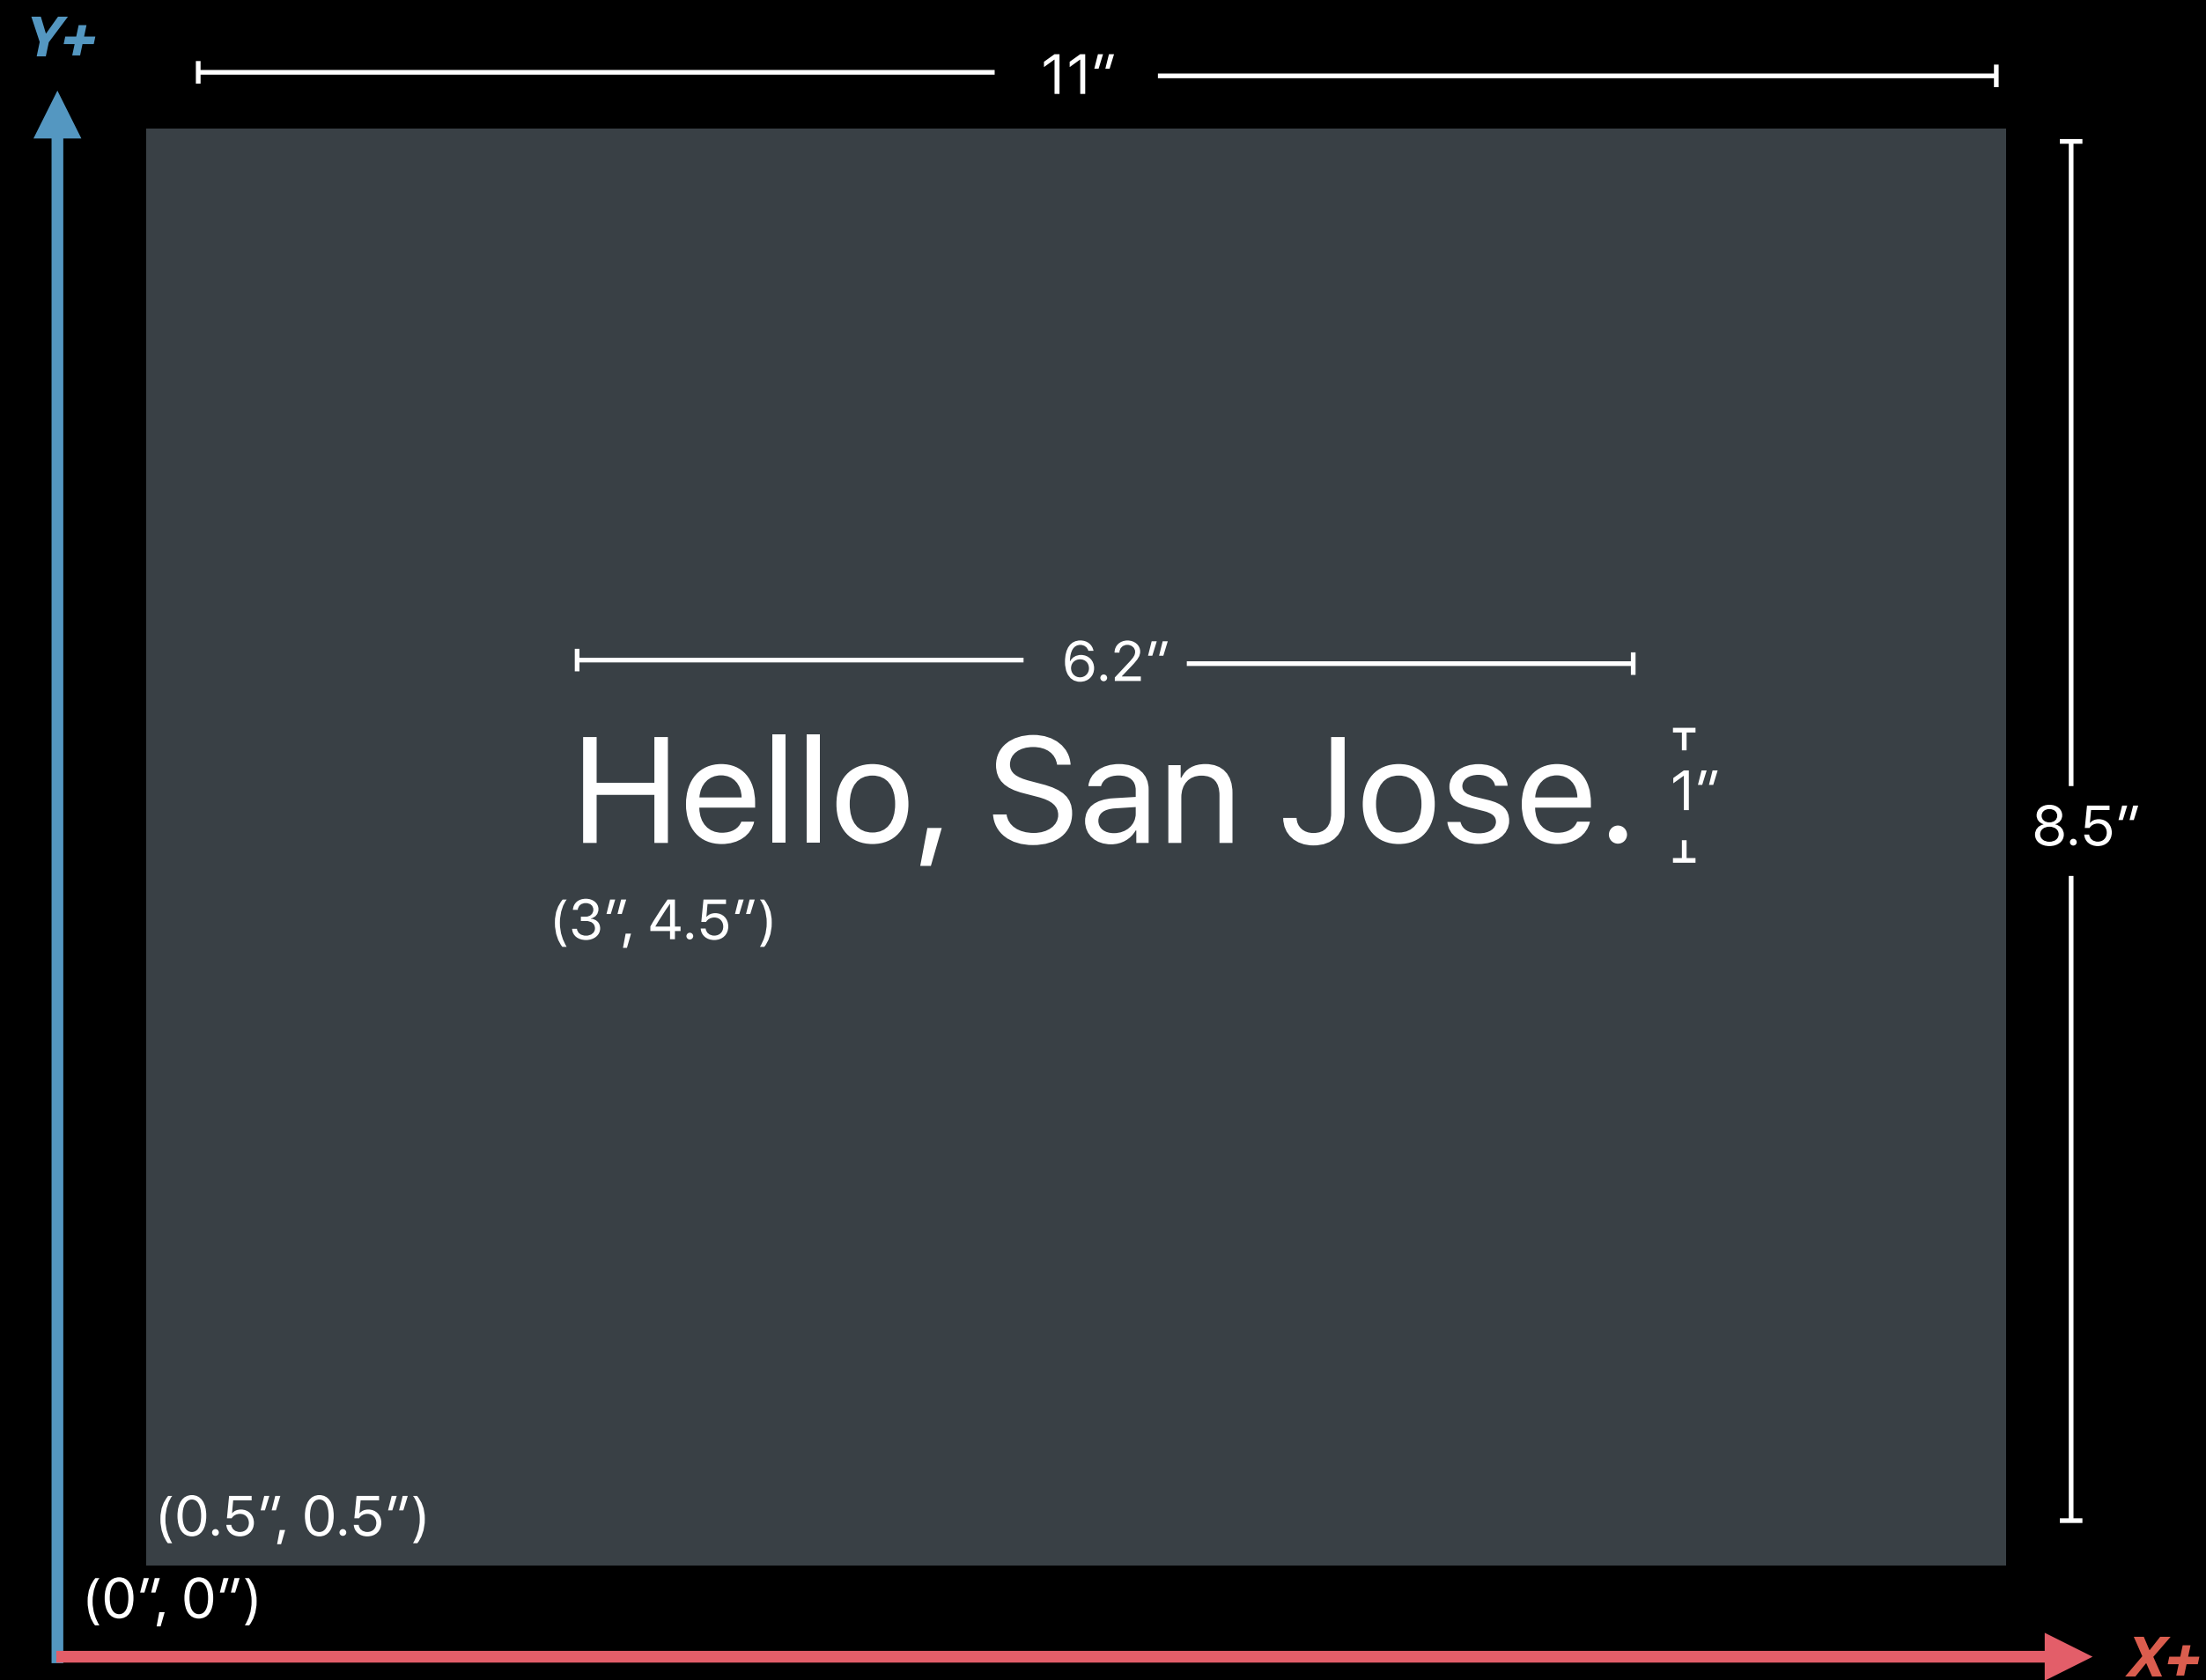 Y+
11″
6.2″
Hello, San Jose.
1″
8.5″
(3″, 4.5″)
(0.5″, 0.5″)
(0″, 0″)
X+